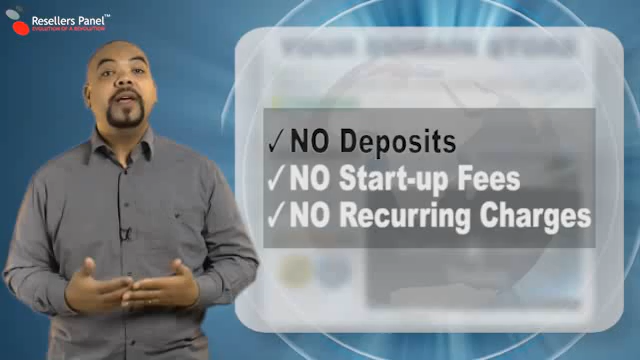 Resellers Panel™
EVOLUTION OF A REVOLUTION
✓NO Deposits
✓NO Start-up Fees
✓NO Recurring Charges